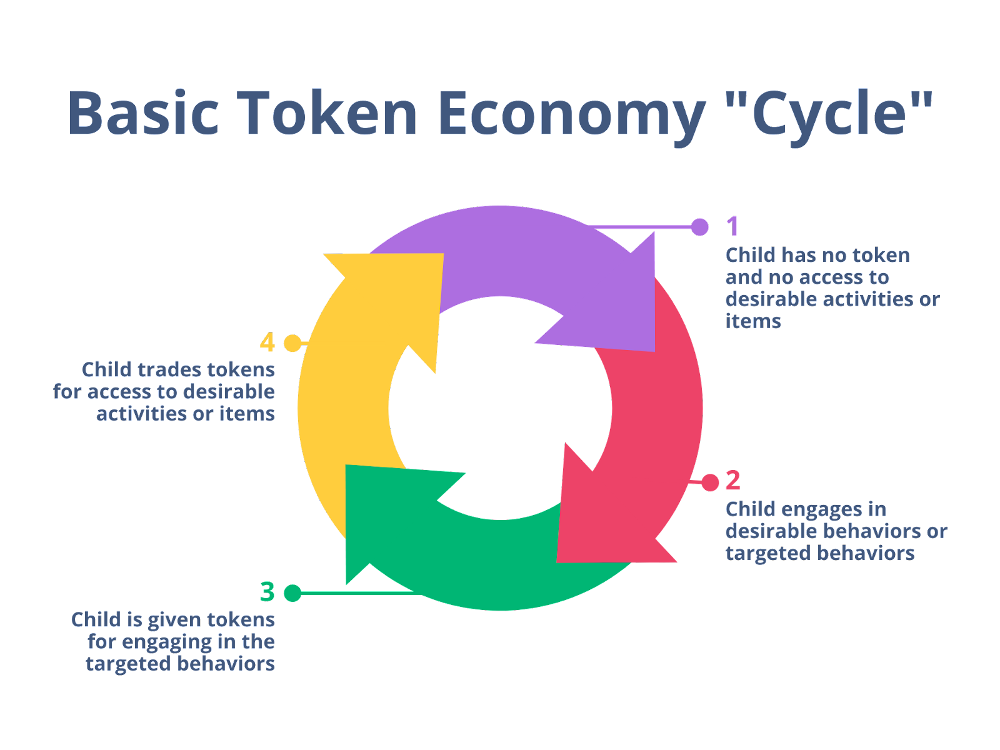 Basic Token Economy "Cycle"
1
Child has no token
and no access to
desirable activities or
items
2
Child engages in
desirable behaviors or
targeted behaviors
3
Child is given tokens
for engaging in the
targeted behaviors
4
Child trades tokens
for access to desirable
activities or items